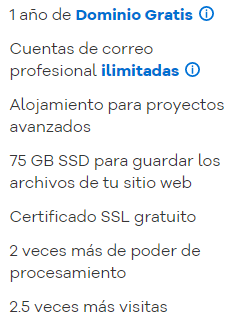 1 año de Dominio Gratis
Cuentas de correo
profesional ilimitadas
Alojamiento para proyectos
avanzados
75 GB SSD para guardar los
archivos de tu sitio web
Certificado SSL gratuito
2 veces más de poder de
procesamiento
2.5 veces más visitas